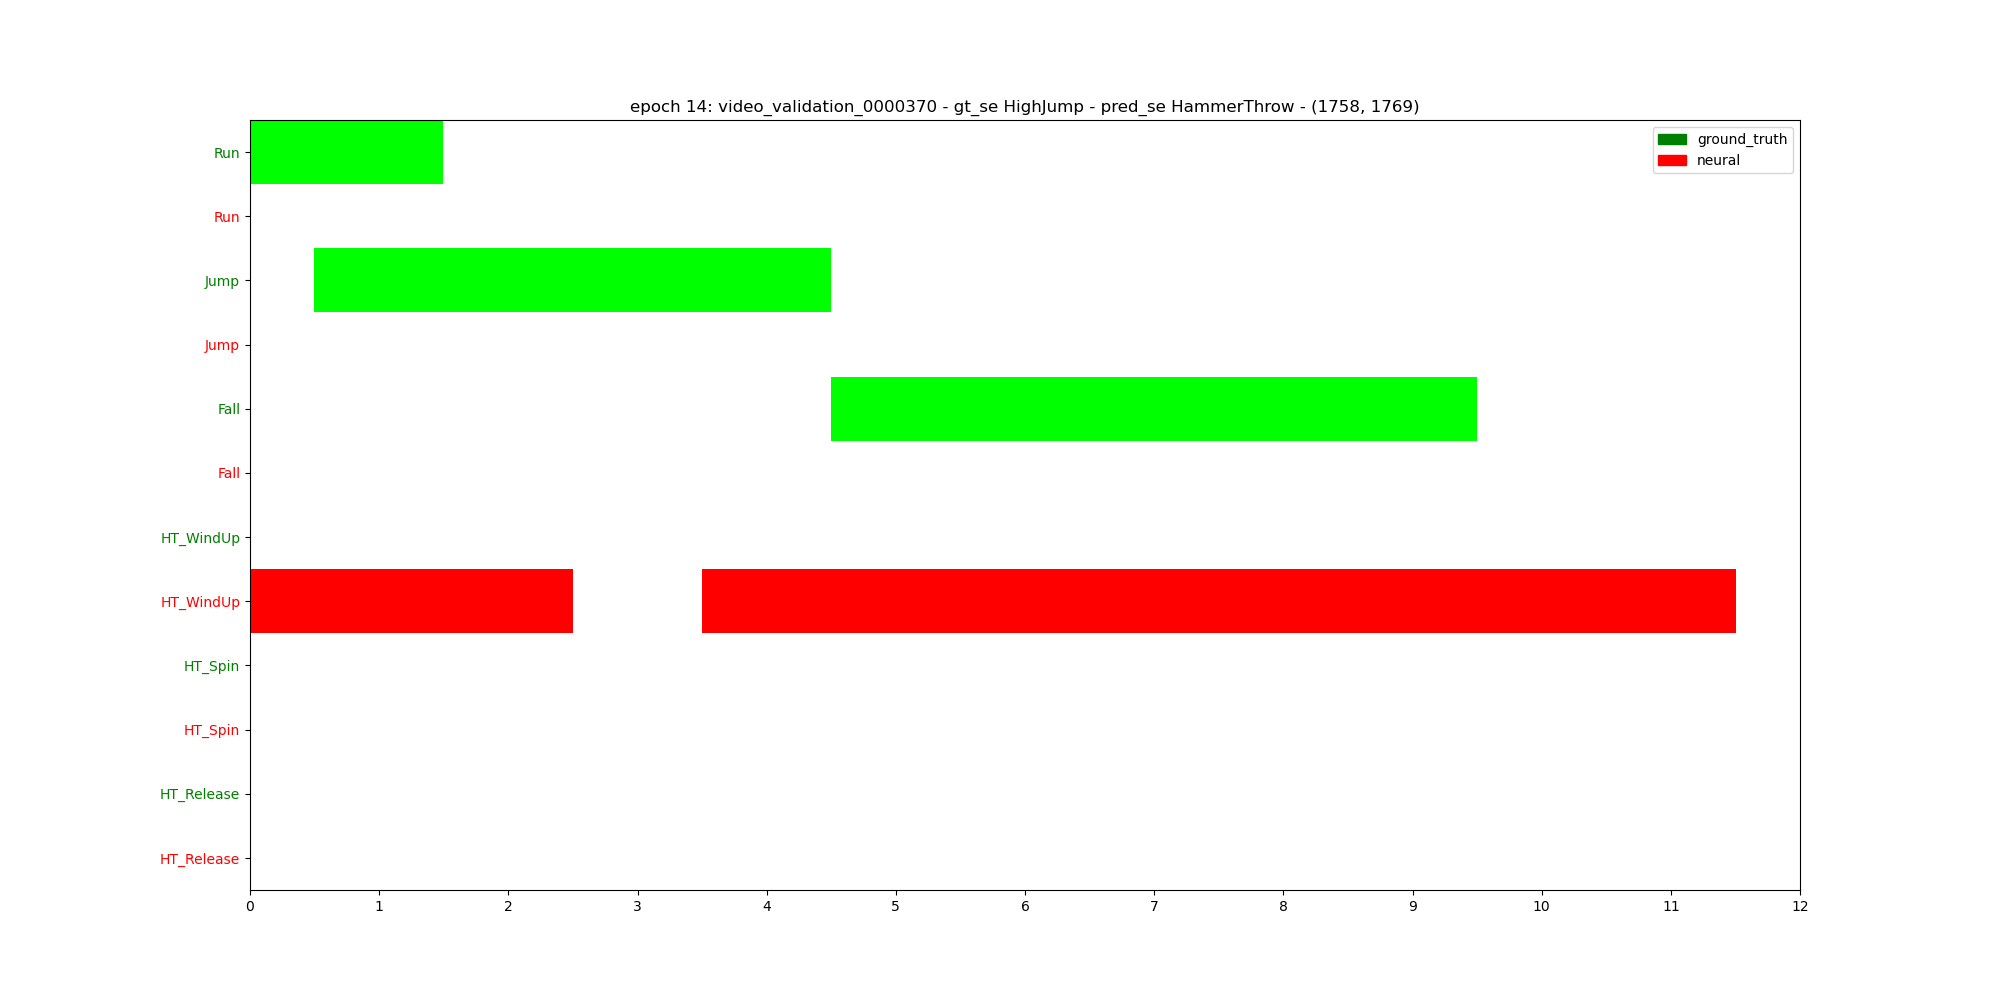 epoch 14: video_validation_0000370 - gt_se HighJump - pred_se HammerThrow - (1758, 1769)
ground_truth
neural
Run
Run
Jump
Jump
Fall
Fall
HT_WindUp
HT_WindUp
HT_Spin
HT_Spin
HT_Release
HT_Release
0 1 2 3 4 5 6 7 8 9 10 11 12